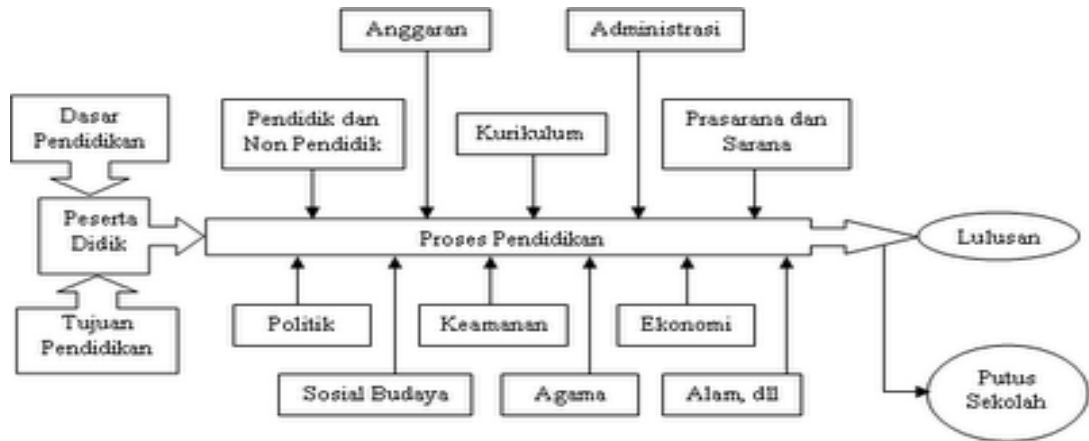 Anggaran
Administrasi
Dasar
Pendidikan
Pendidik dan
Non Pendidik
Kurikulum
Prasarana dan
Sarana
Peserta
Didik
Proses Pendidikan
Lulusan
Tujuan
Pendidikan
Politik
Keamanan
Ekonomi
Sosial Budaya
Agama
Alam, dll
Putus
Sekolah